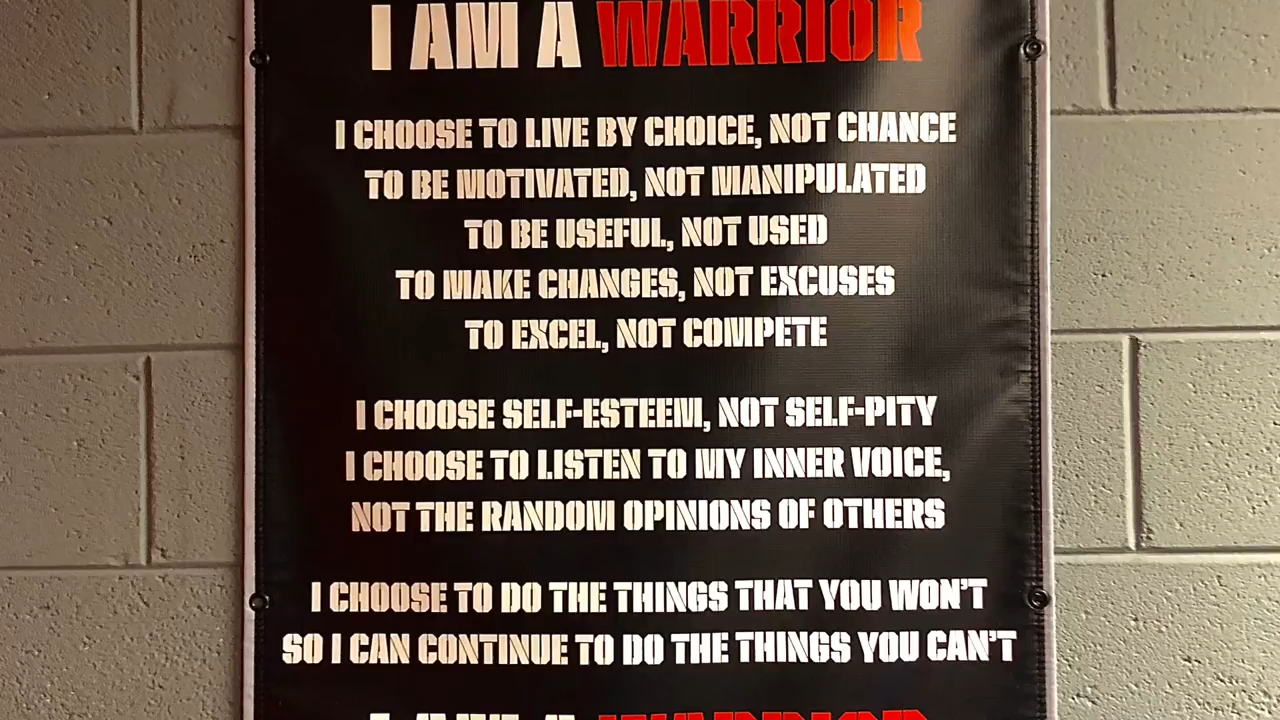 I AM A WARRIOR
I CHOOSE TO LIVE BY CHOICE, NOT CHANCE
TO BE MOTIVATED, NOT MANIPULATED
TO BE USEFUL, NOT USED
TO MAKE CHANGES, NOT EXCUSES
TO EXCEL, NOT COMPETE
I CHOOSE SELF-ESTEEM, NOT SELF-PITY
I CHOOSE TO LISTEN TO MY INNER VOICE,
NOT THE RANDOM OPINIONS OF OTHERS
I CHOOSE TO DO THE THINGS THAT YOU WON'T
SO I CAN CONTINUE TO DO THE THINGS YOU CAN'T
I AM A WARRIOR